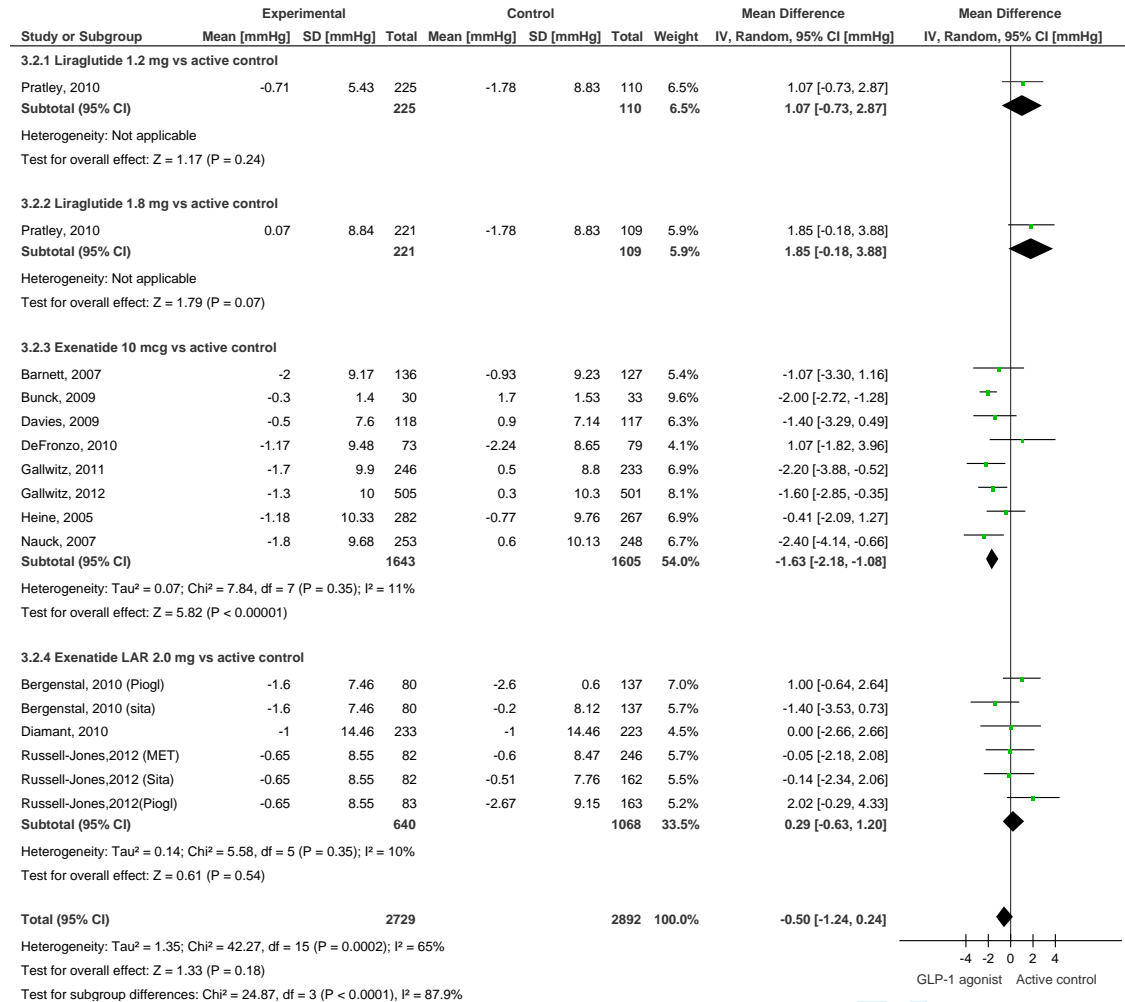 Experimental Control Mean Difference Mean Difference
Study or Subgroup Mean [mmHg] SD [mmHg] Total Mean [mmHg] SD [mmHg] Total Weight IV, Random, 95% CI [mmHg] IV, Random, 95% CI [mmHg]
3.2.1 Liraglutide 1.2 mg vs active control
Pratley, 2010 -0.71 5.43 225 -1.78 8.83 110 6.5% 1.07 [-0.73, 2.87]
Subtotal (95% CI) 225 110 6.5% 1.07 [-0.73, 2.87]
Heterogeneity: Not applicable
Test for overall effect: Z = 1.17 (P = 0.24)
3.2.2 Liraglutide 1.8 mg vs active control
Pratley, 2010 0.07 8.84 221 -1.78 8.83 109 5.9% 1.85 [-0.18, 3.88]
Subtotal (95% CI) 221 109 5.9% 1.85 [-0.18, 3.88]
Heterogeneity: Not applicable
Test for overall effect: Z = 1.79 (P = 0.07)
3.2.3 Exenatide 10 mcg vs active control
Barnett, 2007 -2 9.17 136 -0.93 9.23 127 5.4% -1.07 [-3.30, 1.16]
Bunck, 2009 -0.3 1.4 30 1.7 1.53 33 9.6% -2.00 [-2.72, -1.28]
Davies, 2009 -0.5 7.6 118 0.9 7.14 117 6.3% -1.40 [-3.29, 0.49]
DeFronzo, 2010 -1.17 9.48 73 -2.24 8.65 79 4.1% 1.07 [-1.82, 3.96]
Gallwitz, 2011 -1.7 9.9 246 0.5 8.8 233 6.9% -2.20 [-3.88, -0.52]
Gallwitz, 2012 -1.3 10 505 0.3 10.3 501 8.1% -1.60 [-2.85, -0.35]
Heine, 2005 -1.18 10.33 282 -0.77 9.76 267 6.9% -0.41 [-2.09, 1.27]
Nauck, 2007 -1.8 9.68 253 0.6 10.13 248 6.7% -2.40 [-4.14, -0.66]
Subtotal (95% CI) 1643 1605 54.0% -1.63 [-2.18, -1.08]
Heterogeneity: Tau² = 0.07; Chi² = 7.84, df = 7 (P = 0.35); I² = 11%
Test for overall effect: Z = 5.82 (P < 0.00001)
3.2.4 Exenatide LAR 2.0 mg vs active control
Bergenstal, 2010 (Piogl) -1.6 7.46 80 -2.6 0.6 137 7.0% 1.00 [-0.64, 2.64]
Bergenstal, 2010 (sita) -1.6 7.46 80 -0.2 8.12 137 5.7% -1.40 [-3.53, 0.73]
Diamant, 2010 -1 14.46 233 -1 14.46 223 4.5% 0.00 [-2.66, 2.66]
Russell-Jones,2012 (MET) -0.65 8.55 82 -0.6 8.47 246 5.7% -0.05 [-2.18, 2.08]
Russell-Jones,2012 (Sita) -0.65 8.55 82 -0.51 7.76 162 5.5% -0.14 [-2.34, 2.06]
Russell-Jones,2012(Piogl) -0.65 8.55 83 -2.67 9.15 163 5.2% 2.02 [-0.29, 4.33]
Subtotal (95% CI) 640 1068 33.5% 0.29 [-0.63, 1.20]
Heterogeneity: Tau² = 0.14; Chi² = 5.58, df = 5 (P = 0.35); I² = 10%
Test for overall effect: Z = 0.61 (P = 0.54)
Total (95% CI) 2729 2892 100.0% -0.50 [-1.24, 0.24]
Heterogeneity: Tau² = 1.35; Chi² = 42.27, df = 15 (P = 0.0002); I² = 65%
Test for overall effect: Z = 1.33 (P = 0.18)
Test for subgroup differences: Chi² = 24.87, df = 3 (P < 0.0001), I² = 87.9%
-4 -2 0 2 4
GLP-1 agonist Active control